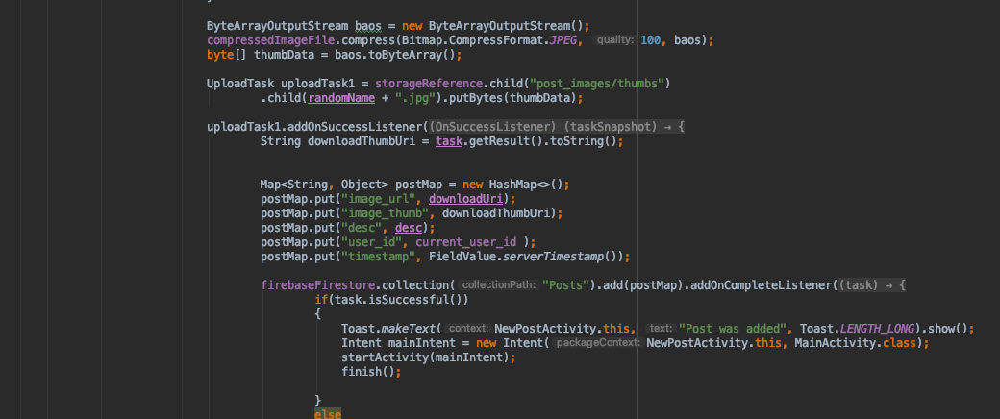 ByteArrayOutputStream baos = new ByteArrayOutputStream();
compressedImageFile.compress(Bitmap.CompressFormat.JPEG, quality: 100, baos);
byte[] thumbData = baos.toByteArray();
UploadTask uploadTask1 = storageReference.child("post_images/thumbs")
.child(randomName + ".jpg").putBytes(thumbData);
uploadTask1.addOnSuccessListener((OnSuccessListener) (taskSnapshot) → {
String downloadThumbUri = task.getResult().toString();
Map<String, Object> postMap = new HashMap<>();
postMap.put("image_url", downloadUri);
postMap.put("image_thumb", downloadThumbUri);
postMap.put("desc", desc);
postMap.put("user_id", current_user_id );
postMap.put("timestamp", FieldValue.serverTimestamp());
firebaseFirestore.collection( collectionPath: "Posts").add(postMap).addOnCompleteListener((task) → {
if(task.isSuccessful())
{
Toast.makeText( context: NewPostActivity.this, text: "Post was added", Toast.LENGTH_LONG).show();
Intent mainIntent = new Intent( packageContext: NewPostActivity.this, MainActivity.class);
startActivity(mainIntent);
finish();
}
else